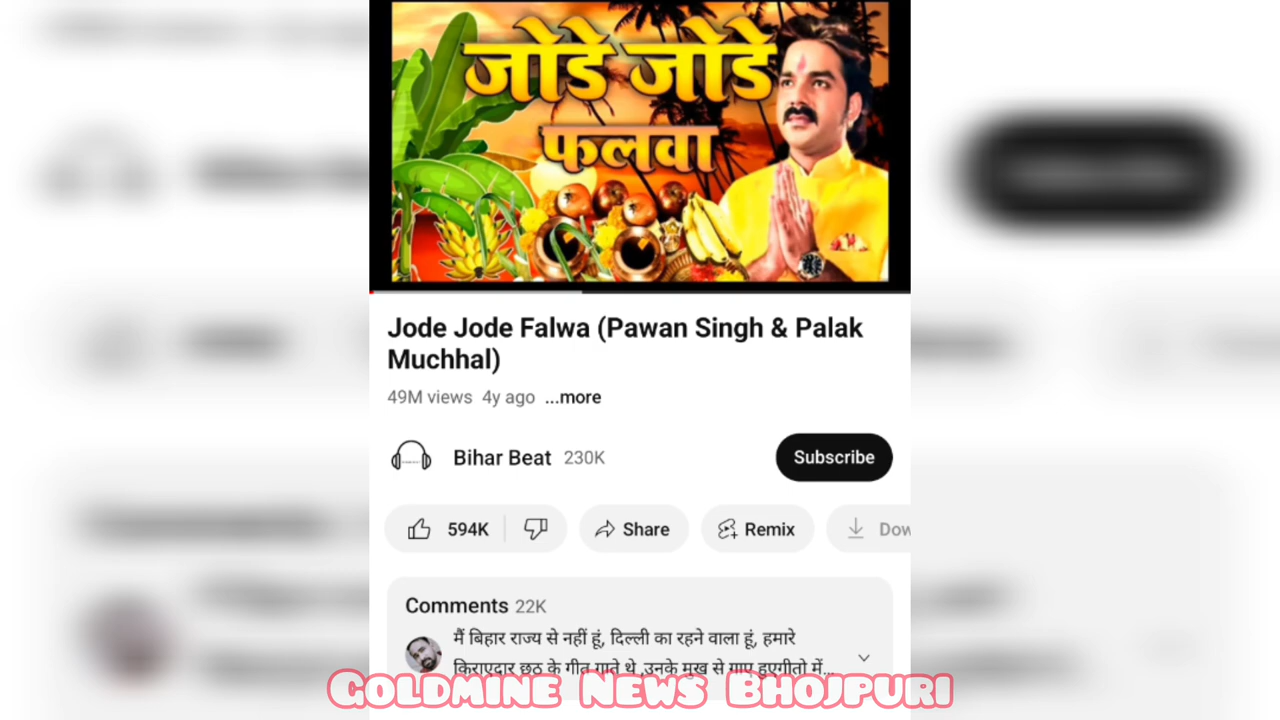 जोडे जोडे
फलवा
Jode Jode Falwa (Pawan Singh & Palak
Muchhal)
49M views 4y ago ...more
Bihar Beat 230K
Subscribe
594K
Share
Remix
Dow
Comments 22K
मैं बिहार राज्य से नहीं हूं, दिल्ली का रहने वाला हूं, हमारे
किराएदार छठ के गीत गाते थे ,उनके मुख से गाए हुएगीतो में...
Goldmine News Bhojpuri